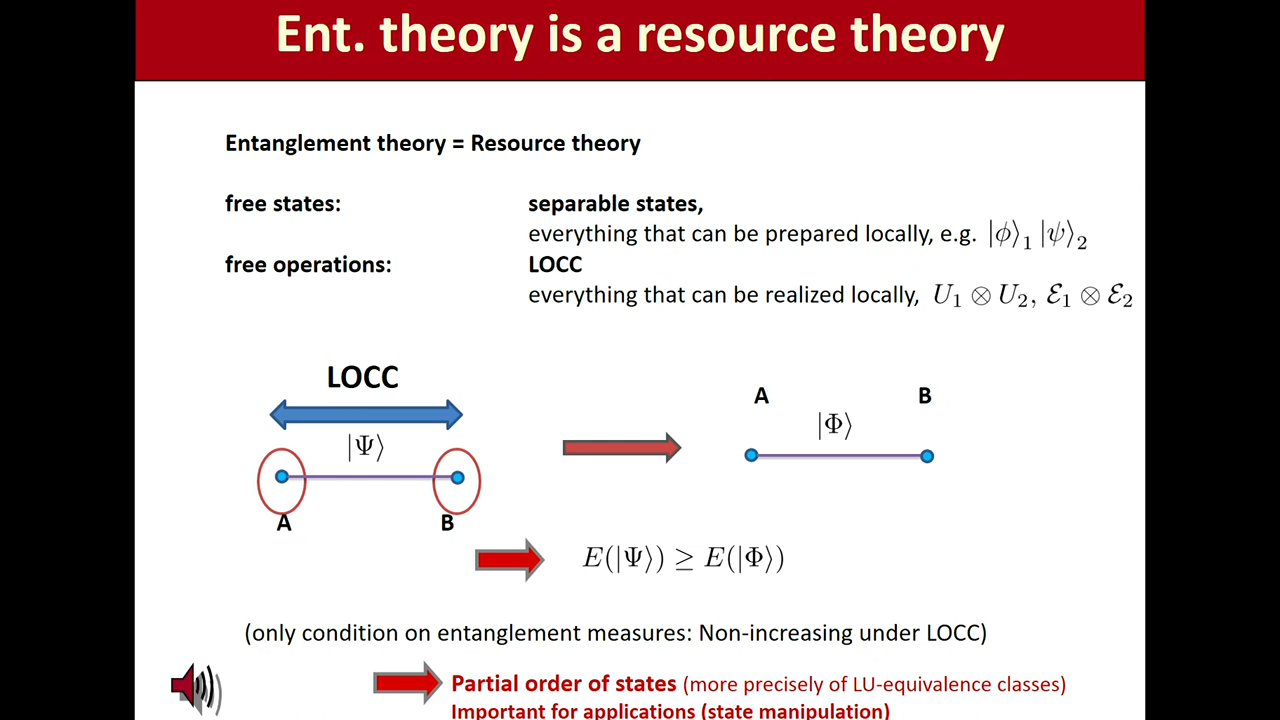 Ent. theory is a resource theory
Entanglement theory = Resource theory
free states: separable states,
everything that can be prepared locally, e.g. |ϕ⟩₁ |ψ⟩₂
free operations: LOCC
everything that can be realized locally, U₁ ⊗ U₂, ℰ₁ ⊗ ℰ₂
LOCC
|Ψ⟩
A B
A B
|Φ⟩
E(|Ψ⟩) ≥ E(|Φ⟩)
(only condition on entanglement measures: Non-increasing under LOCC)
Partial order of states (more precisely of LU-equivalence classes)
Important for applications (state manipulation)